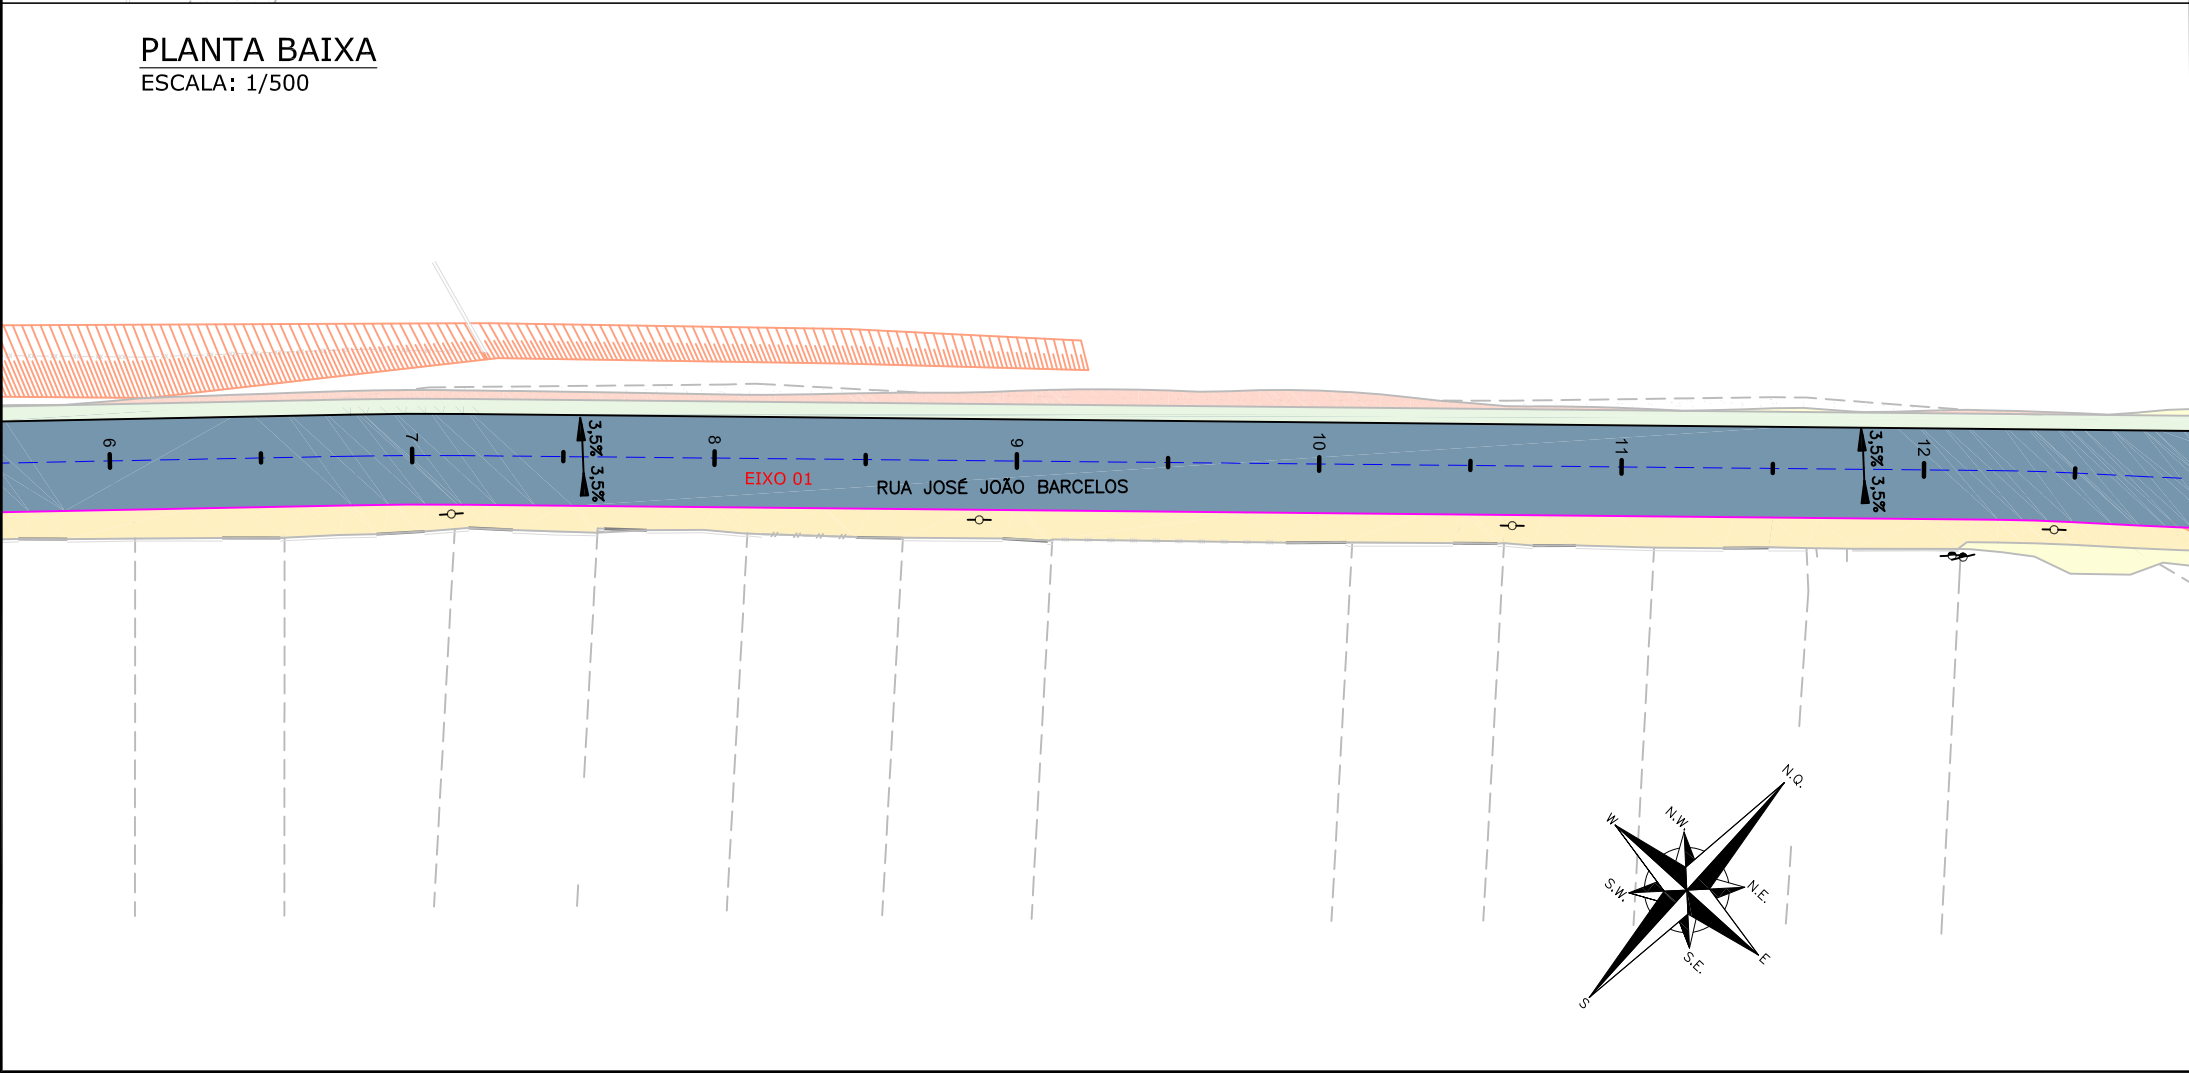 PLANTA BAIXA
ESCALA: 1/500
6
7
3,5% 3,5%
8
EIXO 01
RUA JOSÉ JOÃO BARCELOS
9
10
11
3,5% 3,5%
12
N.Q.
N.W.
W
S.W.
N.E.
E
S.E.
S